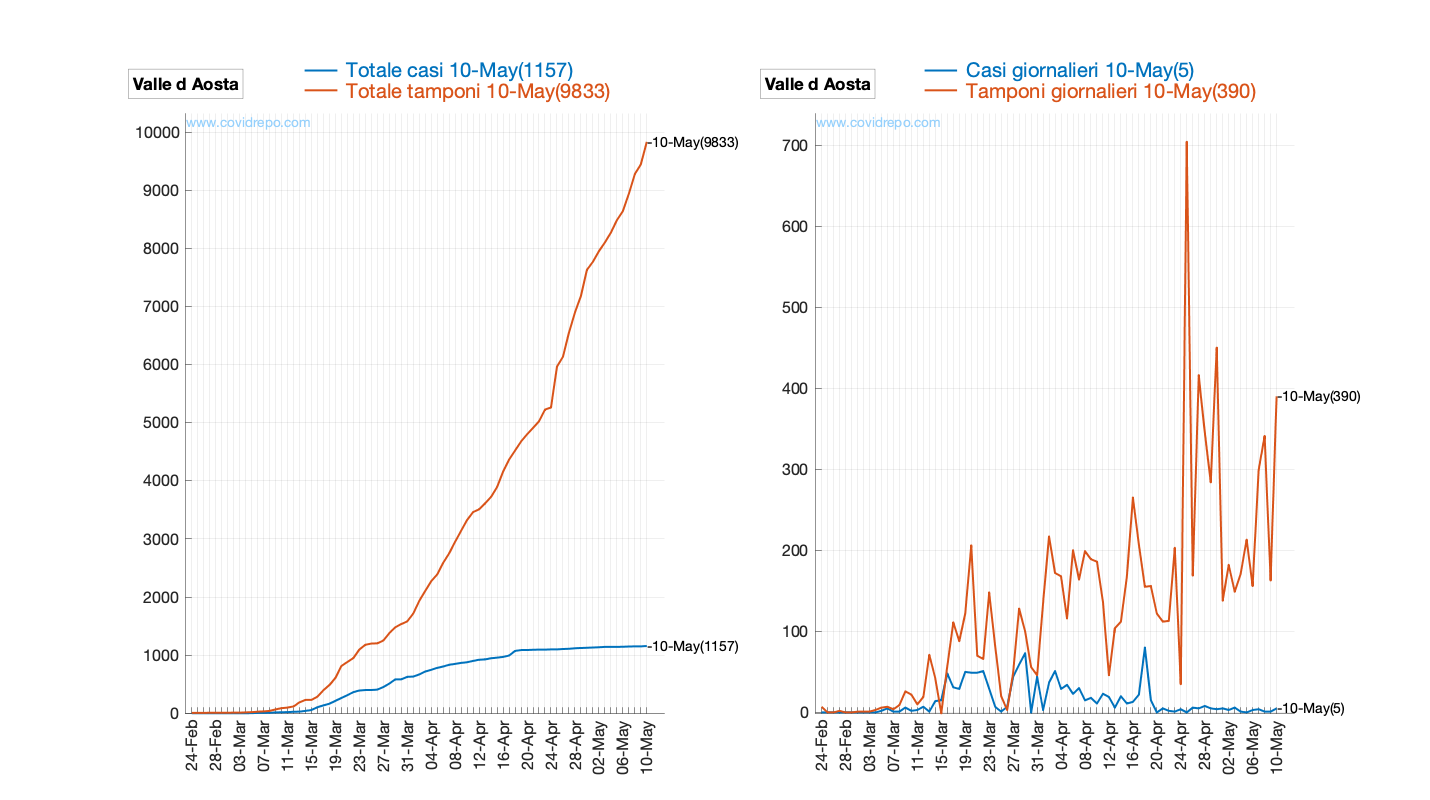 Valle d Aosta
Totale casi 10-May(1157)
Totale tamponi 10-May(9833)
www.covidrepo.com
10000
9000
8000
7000
6000
5000
4000
3000
2000
1000
0
10-May(9833)
10-May(1157)
24-Feb
28-Feb
03-Mar
07-Mar
11-Mar
15-Mar
19-Mar
23-Mar
27-Mar
31-Mar
04-Apr
08-Apr
12-Apr
16-Apr
20-Apr
24-Apr
28-Apr
02-May
06-May
10-May
Valle d Aosta
Casi giornalieri 10-May(5)
Tamponi giornalieri 10-May(390)
www.covidrepo.com
700
600
500
400
300
200
100
0
10-May(390)
10-May(5)
24-Feb
28-Feb
03-Mar
07-Mar
11-Mar
15-Mar
19-Mar
23-Mar
27-Mar
31-Mar
04-Apr
08-Apr
12-Apr
16-Apr
20-Apr
24-Apr
28-Apr
02-May
06-May
10-May